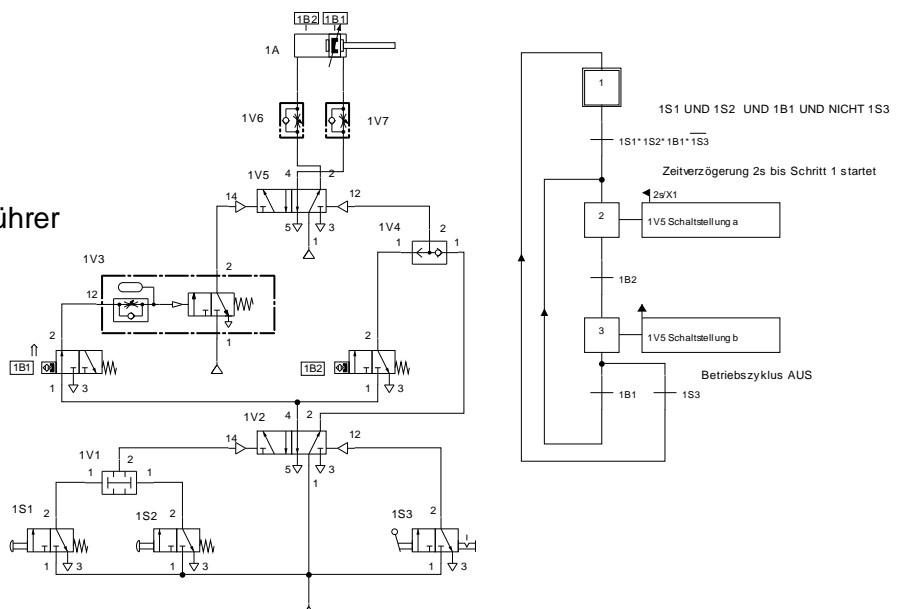 1B2 1B1
1A
1V6 1V7
1V5 4 2
14 12
5 3
1
ührer
1V4
2
1 1
1V3
2
12
1
1B1
1 3
1B2
1 3
1V2 4 2
14 12
5 3
1
1V1 2
1 1
1S1 2
1S2 2
1S3 2
1 3
1 3
1 3
1
1S1 UND 1S2 UND 1B1 UND NICHT 1S3
1S1* 1S2* 1B1* 1S3
Zeitverzögerung 2s bis Schritt 1 startet
2s/X1
2 1V5 Schaltstellung a
1B2
3 1V5 Schaltstellung b
Betriebszyklus AUS
1B1 1S3